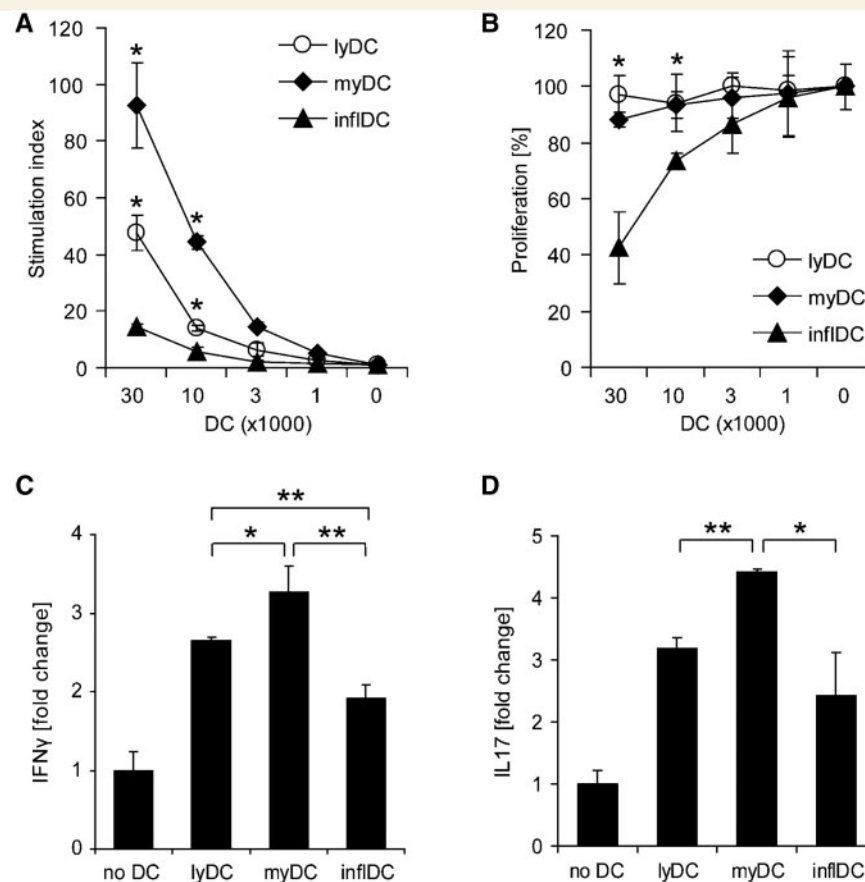 A
120
100
80
60
40
20
0
Stimulation index
*
*
*
*
lyDC
myDC
inflDC
30 10 3 1 0
DC (x1000)
B
120
100
80
60
40
20
0
Proliferation [%]
* *
lyDC
myDC
inflDC
30 10 3 1 0
DC (x1000)
C
4
3
2
1
0
IFNγ [fold change]
**
* **
no DC lyDC myDC inflDC
D
5
4
3
2
1
0
IL17 [fold change]
** *
no DC lyDC myDC inflDC